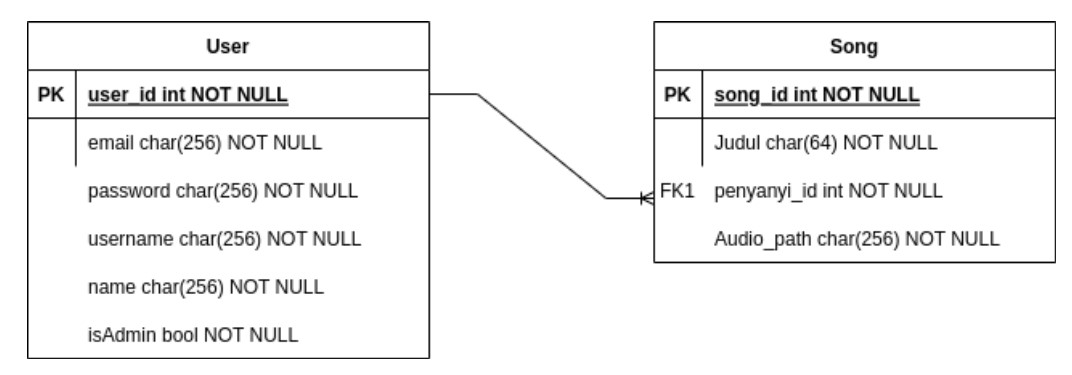 User
PK user_id int NOT NULL
email char(256) NOT NULL
password char(256) NOT NULL
username char(256) NOT NULL
name char(256) NOT NULL
isAdmin bool NOT NULL
Song
PK song_id int NOT NULL
Judul char(64) NOT NULL
FK1 penyanyi_id int NOT NULL
Audio_path char(256) NOT NULL